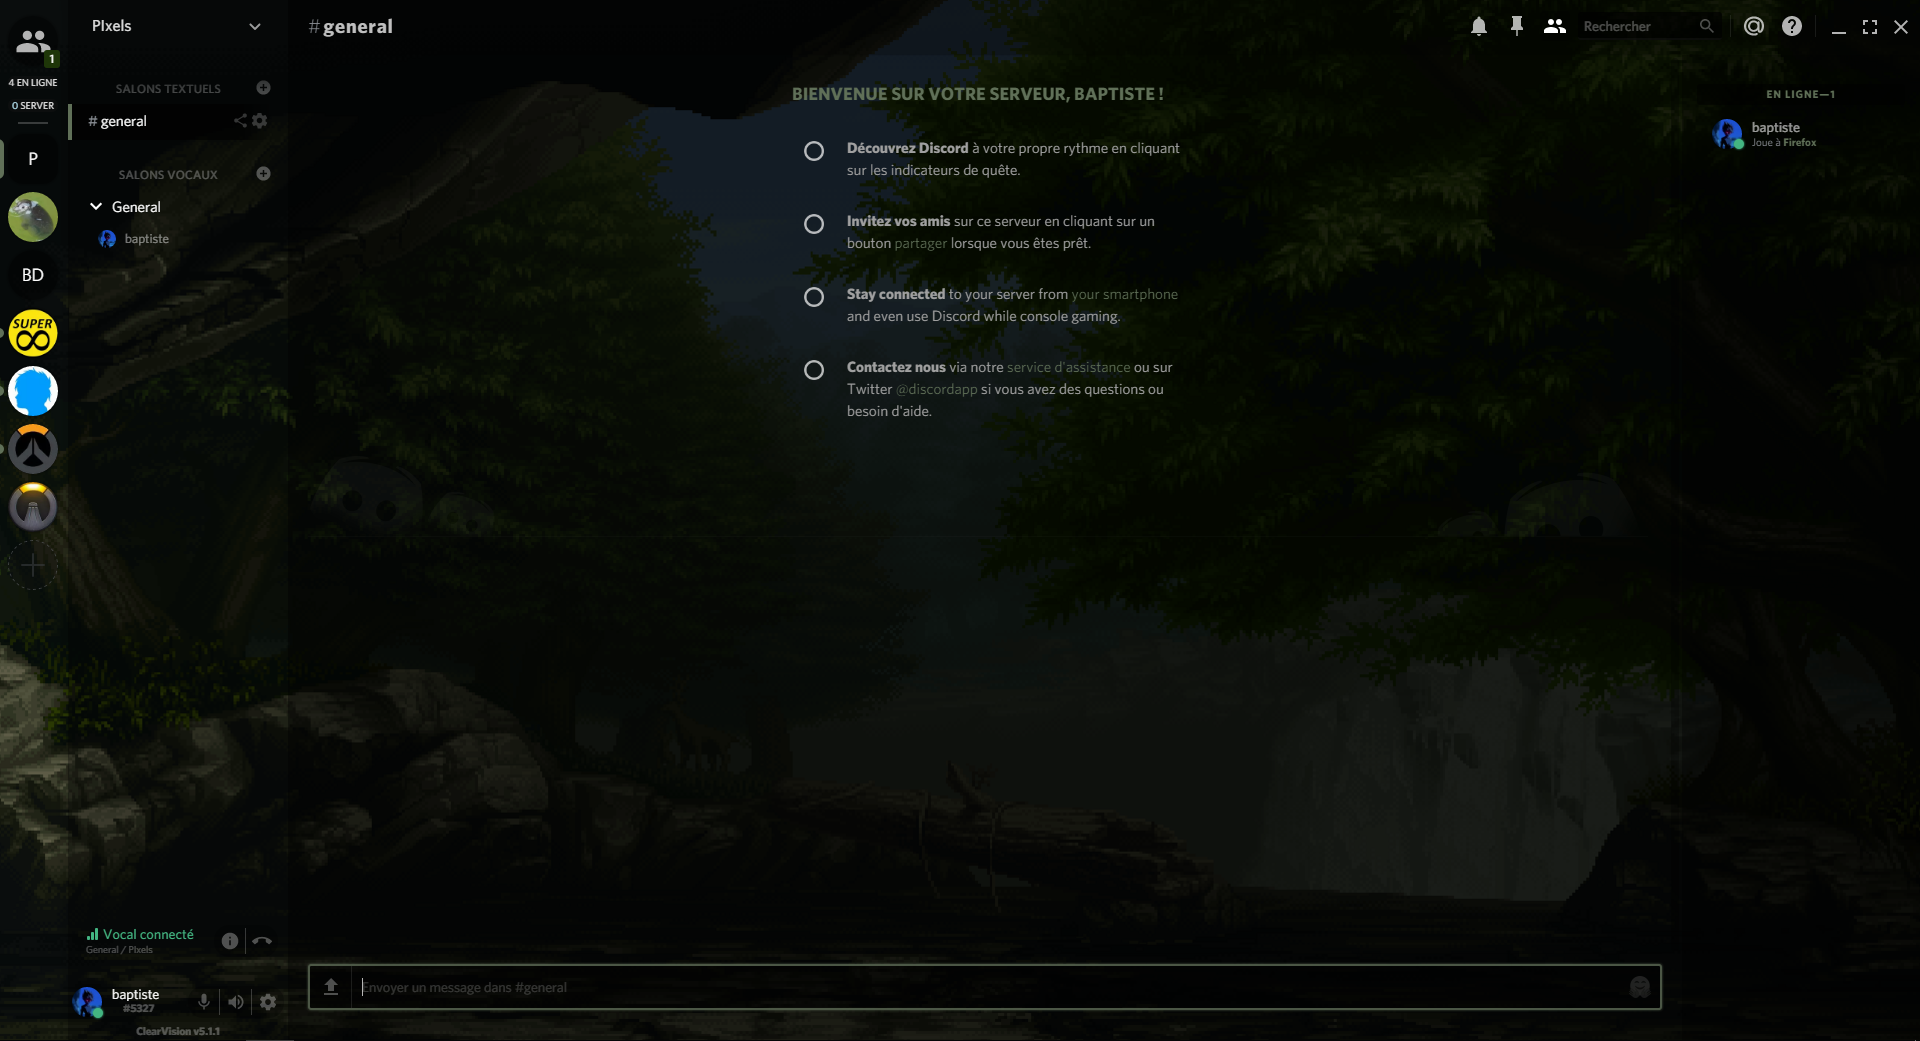 1
4 EN LIGNE
0 SERVER
P
BD
SUPER
PIxels
SALONS TEXTUELS
# general
SALONS VOCAUX
General
baptiste
Vocal connecté
General / PIxels
baptiste
#5327
ClearVision v5.1.1
# general
Rechercher
BIENVENUE SUR VOTRE SERVEUR, BAPTISTE !
Découvrez Discord à votre propre rythme en cliquant
sur les indicateurs de quête.
Invitez vos amis sur ce serveur en cliquant sur un
bouton partager lorsque vous êtes prêt.
Stay connected to your server from your smartphone
and even use Discord while console gaming.
Contactez nous via notre service d'assistance ou sur
Twitter @discordapp si vous avez des questions ou
besoin d'aide.
Envoyer un message dans #general
EN LIGNE—1
baptiste
Joue à Firefox